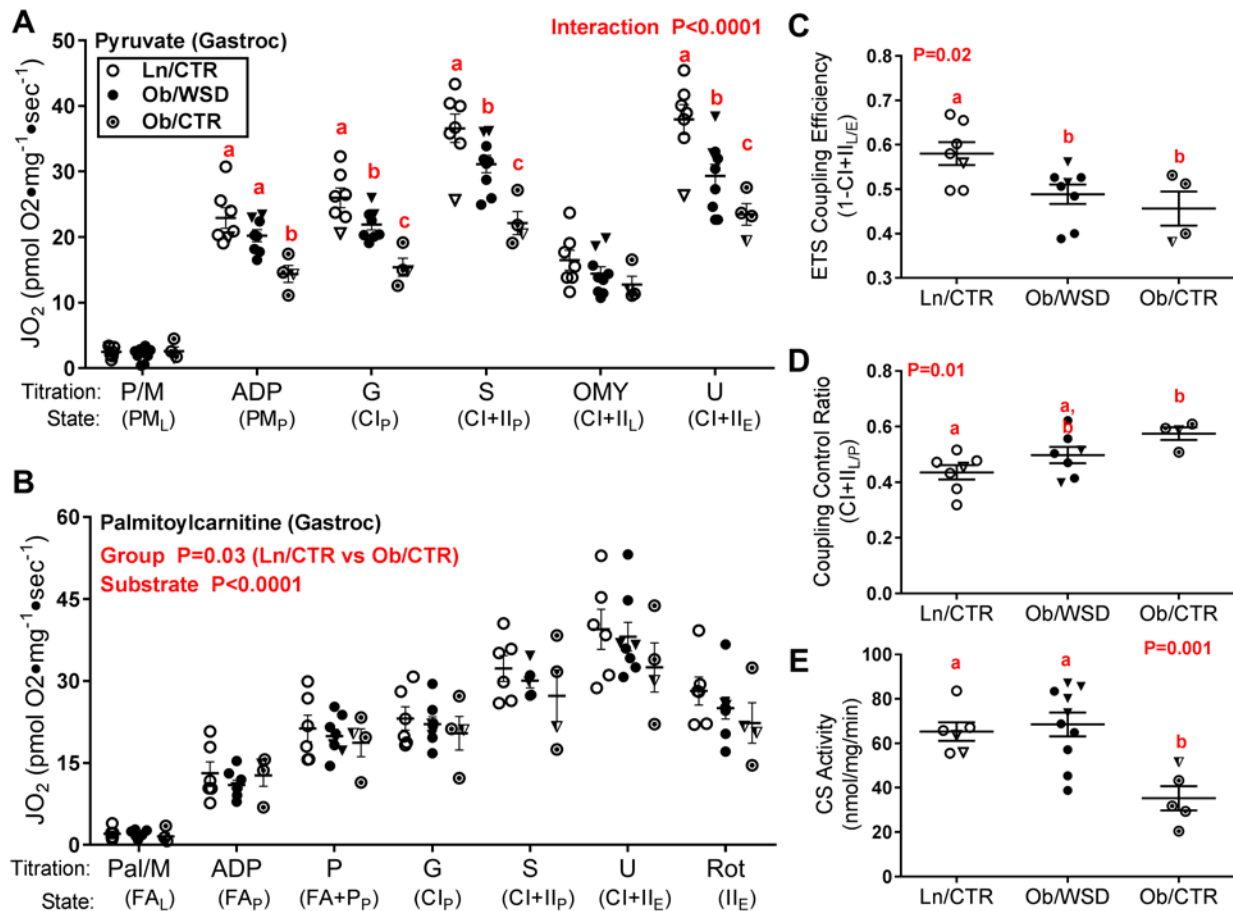 A
Pyruvate (Gastroc)
Ln/CTR
Ob/WSD
Ob/CTR
Interaction P<0.0001
JO2 (pmol O2•mg-1•sec-1)
50
40
30
20
10
0
a
a
b
a
b
c
a
b
c
a
b
c
Titration: P/M ADP G S OMY U
State: (PML) (PMP) (CIP) (CI+IIP) (CI+IIL) (CI+IIE)
B
Palmitoylcarnitine (Gastroc)
Group P=0.03 (Ln/CTR vs Ob/CTR)
Substrate P<0.0001
JO2 (pmol O2•mg-1•sec-1)
60
45
30
15
0
Titration: Pal/M ADP P G S U Rot
State: (FAL) (FAP) (FA+PP) (CIP) (CI+IIP) (CI+IIE) (IIE)
C
P=0.02
ETS Coupling Efficiency
(1-CI+IIL/E)
0.8
0.7
0.6
0.5
0.4
0.3
a
b
b
Ln/CTR Ob/WSD Ob/CTR
D
P=0.01
Coupling Control Ratio
(CI+IIL/P)
0.8
0.6
0.4
0.2
0.0
a
a,
b
b
Ln/CTR Ob/WSD Ob/CTR
E
P=0.001
CS Activity
(nmol/mg/min)
100
80
60
40
20
0
a
a
b
Ln/CTR Ob/WSD Ob/CTR